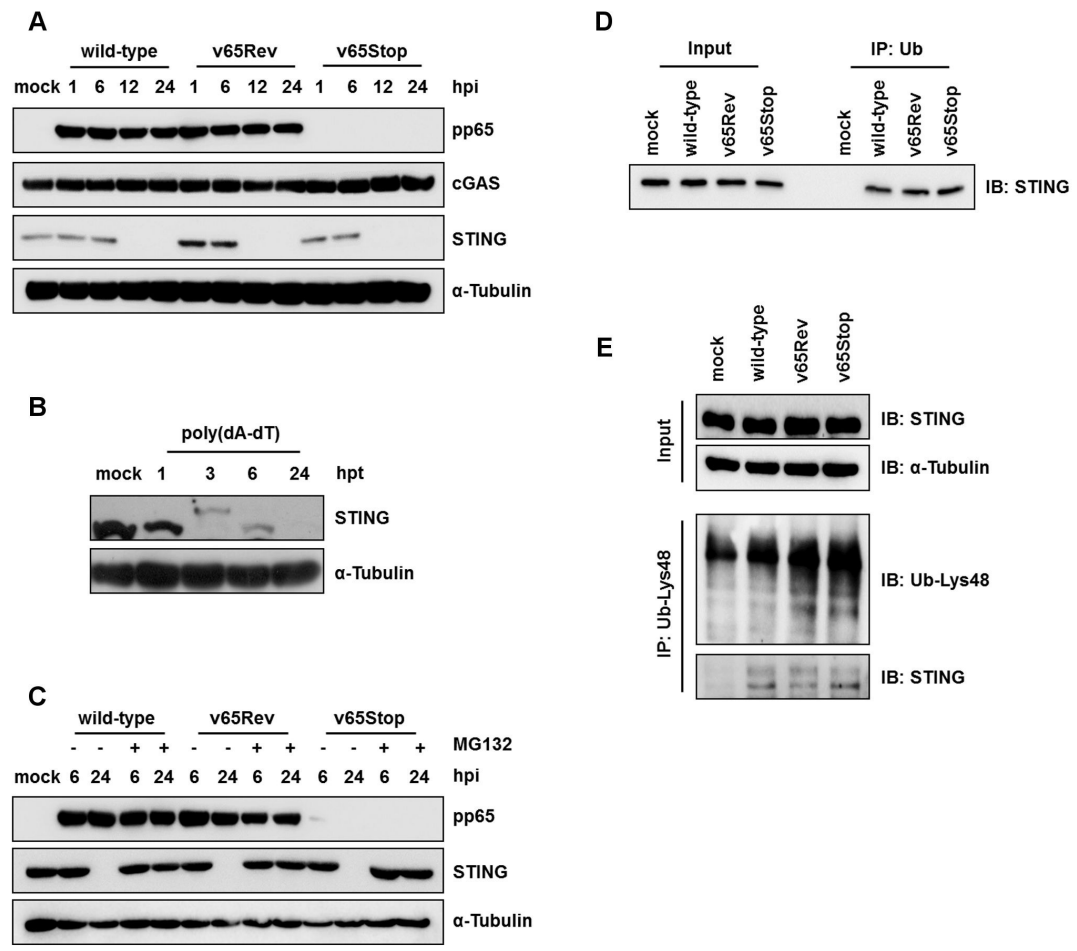 A
wild-type v65Rev v65Stop
mock 1 6 12 24 1 6 12 24 1 6 12 24 hpi
pp65
cGAS
STING
α-Tubulin
B
poly(dA-dT)
mock 1 3 6 24 hpt
STING
α-Tubulin
C
wild-type v65Rev v65Stop
- - + + - - + + - - + + MG132
mock 6 24 6 24 6 24 6 24 6 24 6 24 hpi
pp65
STING
α-Tubulin
D
Input IP: Ub
mock wild-type v65Rev v65Stop mock wild-type v65Rev v65Stop
IB: STING
E
mock wild-type v65Rev v65Stop
Input
IB: STING
IB: α-Tubulin
IP: Ub-Lys48
IB: Ub-Lys48
IB: STING